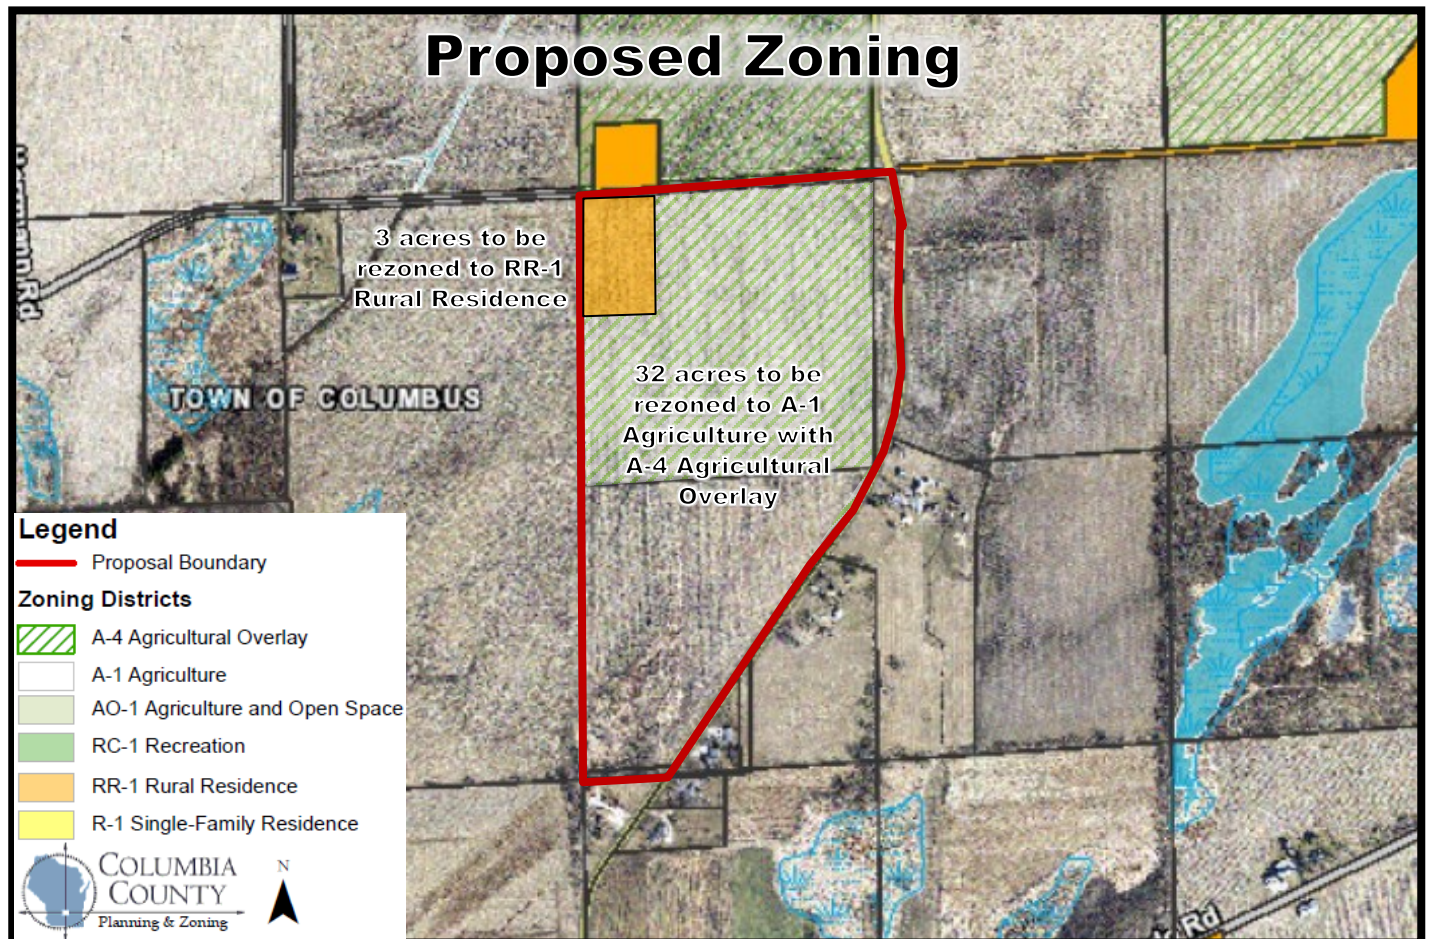 Proposed Zoning
3 acres to be
rezoned to RR-1
Rural Residence
32 acres to be
rezoned to A-1
Agriculture with
A-4 Agricultural
Overlay
TOWN OF COLUMBUS
Legend
Proposal Boundary
Zoning Districts
A-4 Agricultural Overlay
A-1 Agriculture
AO-1 Agriculture and Open Space
RC-1 Recreation
RR-1 Rural Residence
R-1 Single-Family Residence
COLUMBIA
COUNTY
Planning & Zoning
N
Rd
Rd